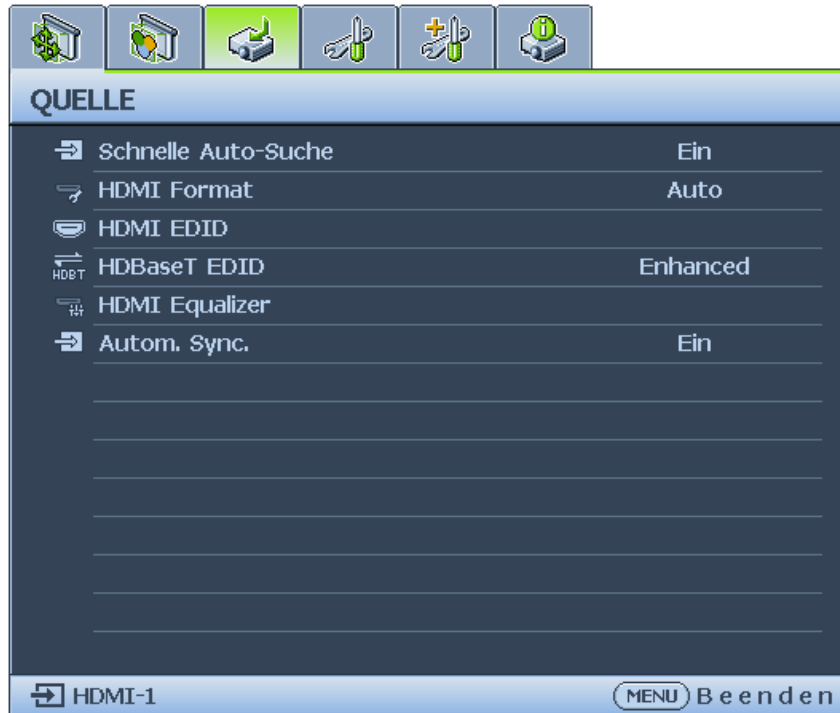 QUELLE
Schnelle Auto-Suche Ein
HDMI Format Auto
HDMI EDID
HDBT HDBaseT EDID Enhanced
HDMI Equalizer
Autom. Sync. Ein
HDMI-1 MENU Beenden